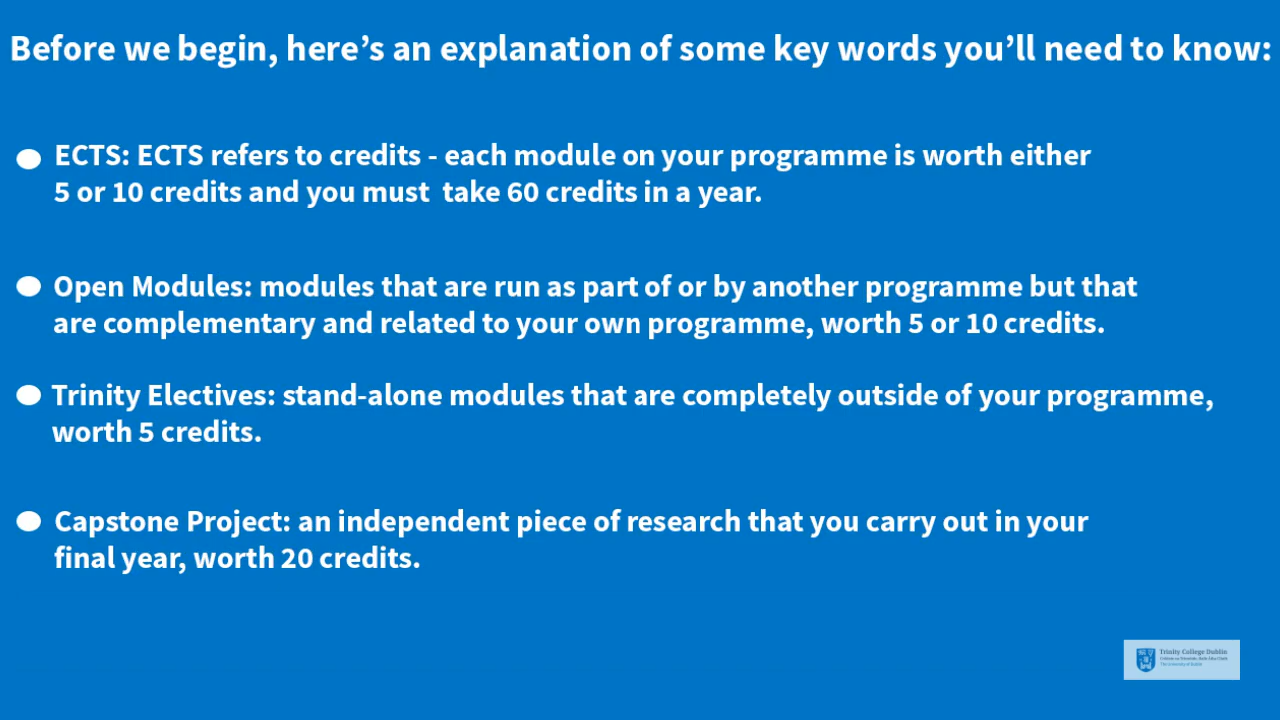 Before we begin, here’s an explanation of some key words you’ll need to know:
ECTS: ECTS refers to credits - each module on your programme is worth either
5 or 10 credits and you must  take 60 credits in a year.
Open Modules: modules that are run as part of or by another programme but that
are complementary and related to your own programme, worth 5 or 10 credits.
Trinity Electives: stand-alone modules that are completely outside of your programme,
worth 5 credits.
Capstone Project: an independent piece of research that you carry out in your
final year, worth 20 credits.
Trinity College Dublin
The University of Dublin